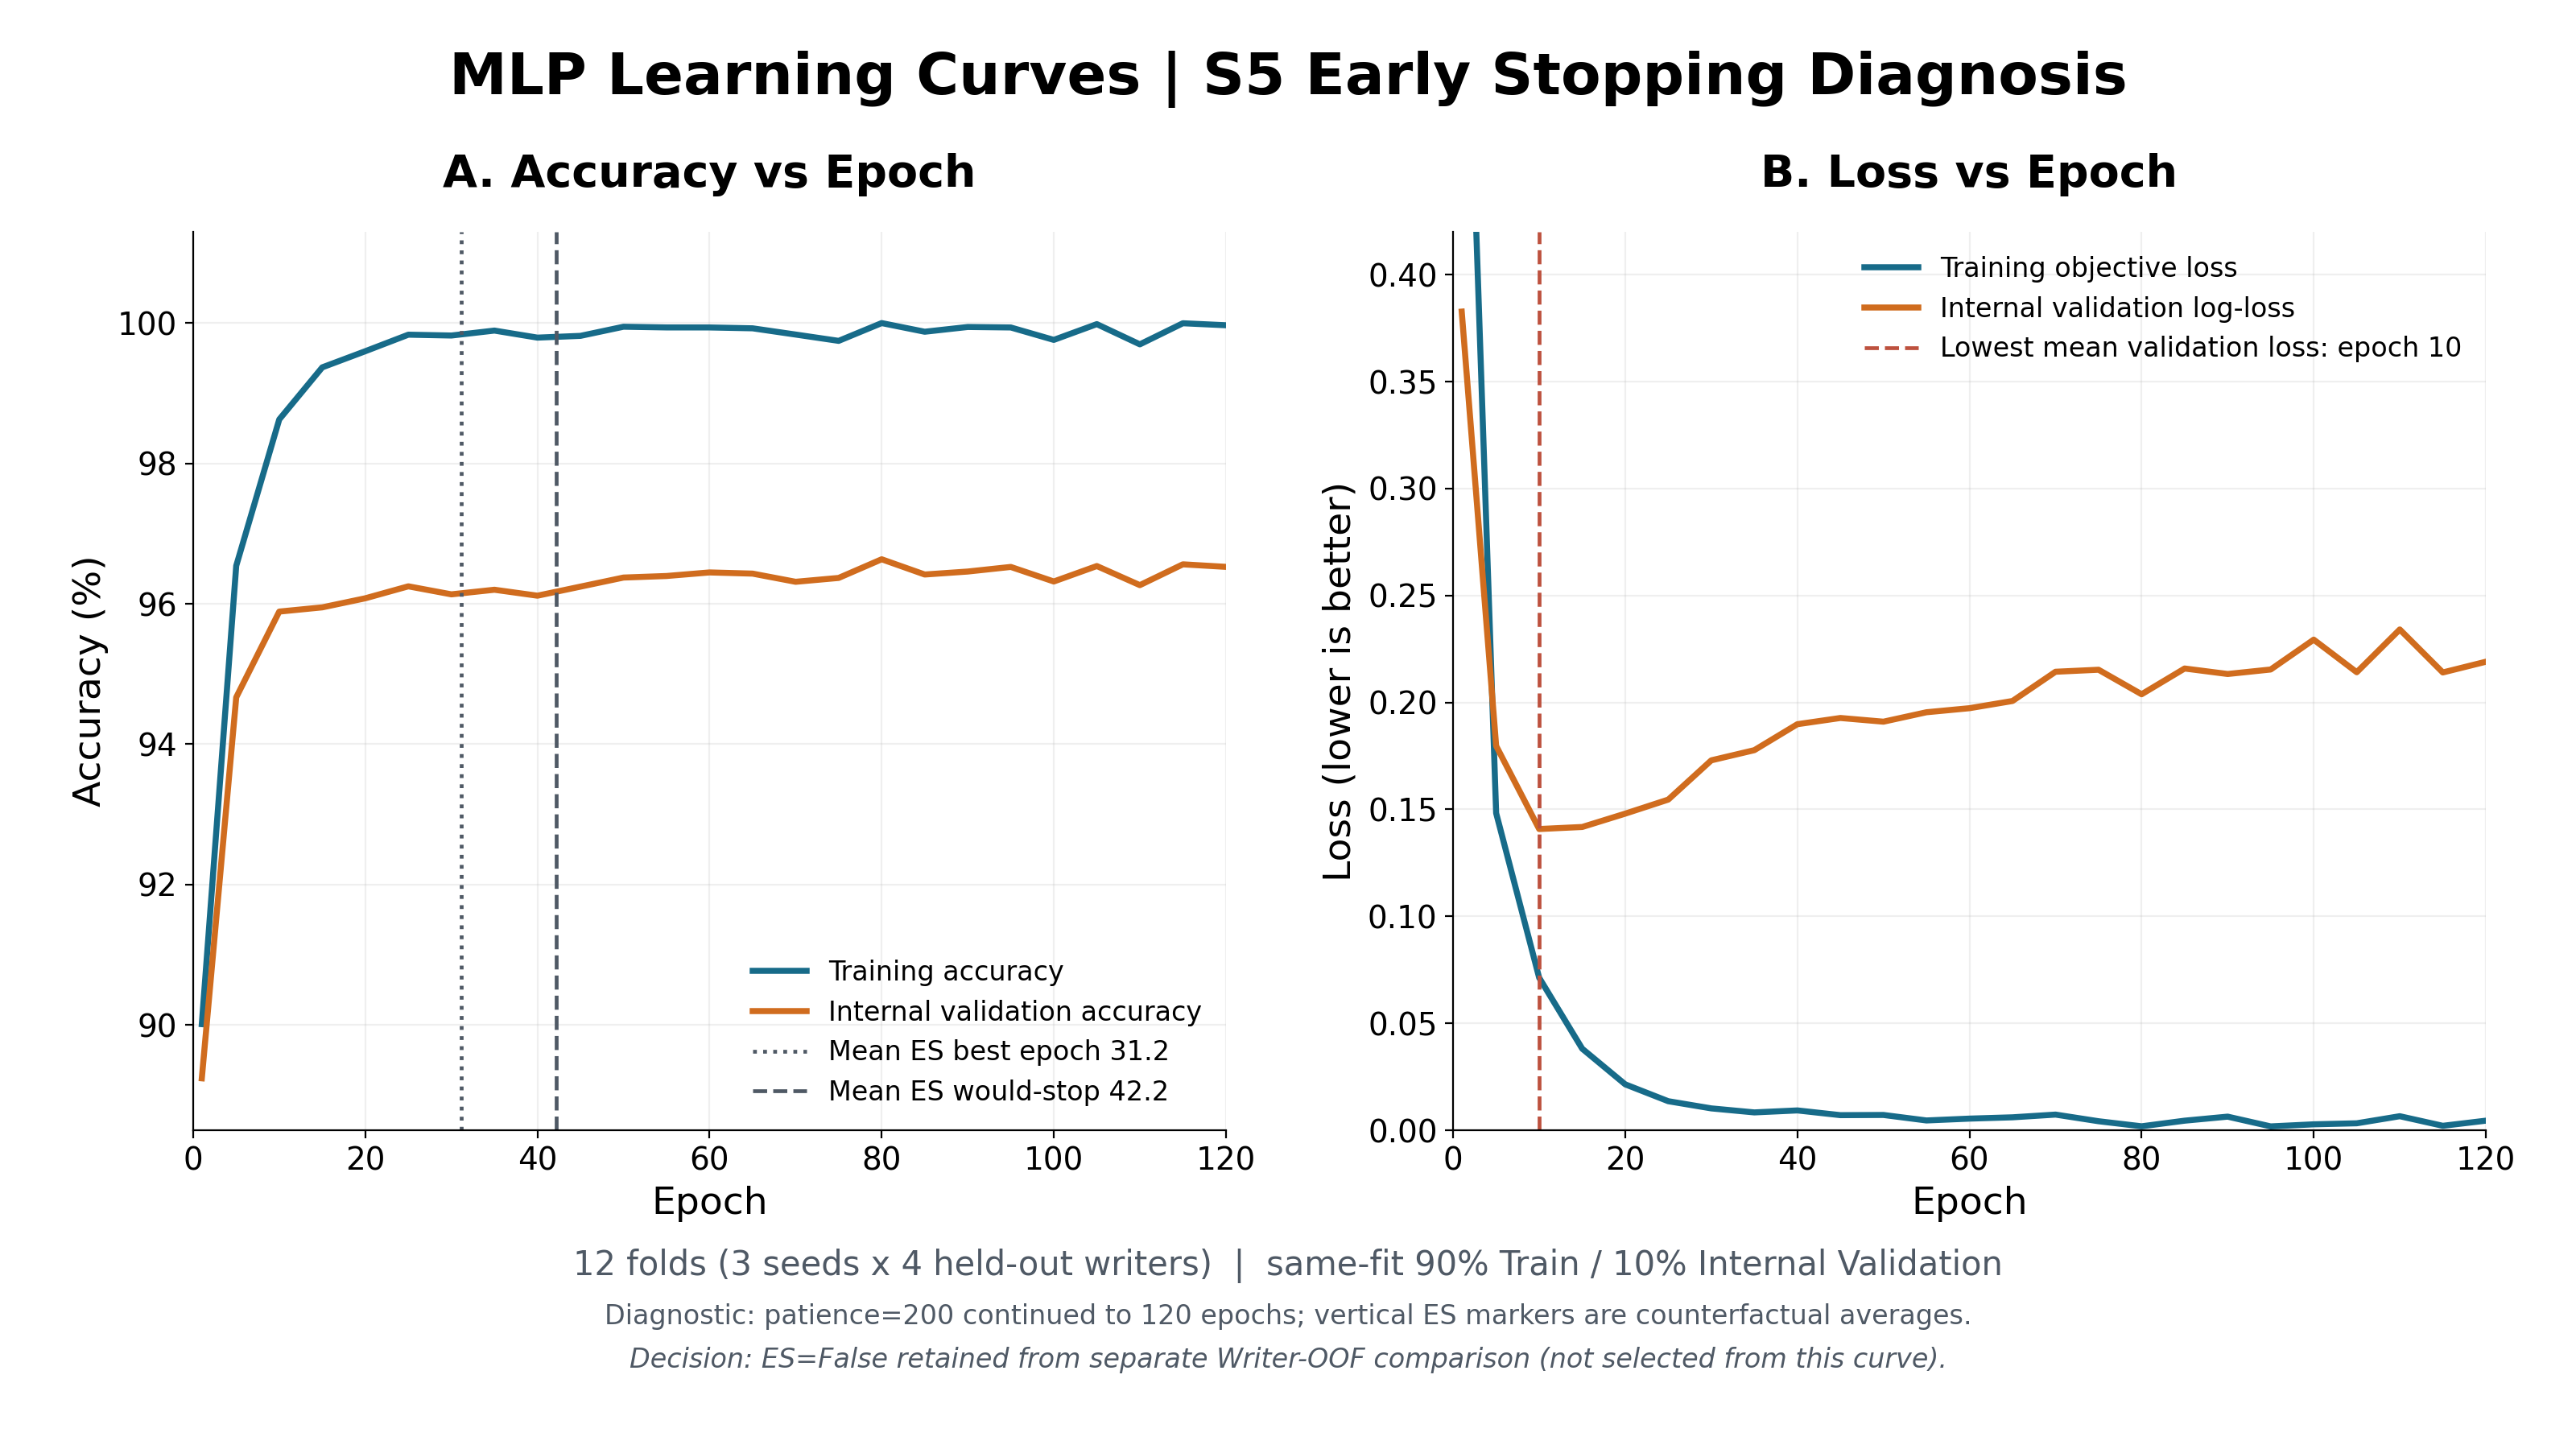 MLP Learning Curves | S5 Early Stopping Diagnosis
A. Accuracy vs Epoch
Accuracy (%)
100
98
96
94
92
90
0 20 40 60 80 100 120
Epoch
Training accuracy
Internal validation accuracy
Mean ES best epoch 31.2
Mean ES would-stop 42.2
B. Loss vs Epoch
Loss (lower is better)
0.40
0.35
0.30
0.25
0.20
0.15
0.10
0.05
0.00
0 20 40 60 80 100 120
Epoch
Training objective loss
Internal validation log-loss
Lowest mean validation loss: epoch 10
12 folds (3 seeds x 4 held-out writers) | same-fit 90% Train / 10% Internal Validation
Diagnostic: patience=200 continued to 120 epochs; vertical ES markers are counterfactual averages.
Decision: ES=False retained from separate Writer-OOF comparison (not selected from this curve).